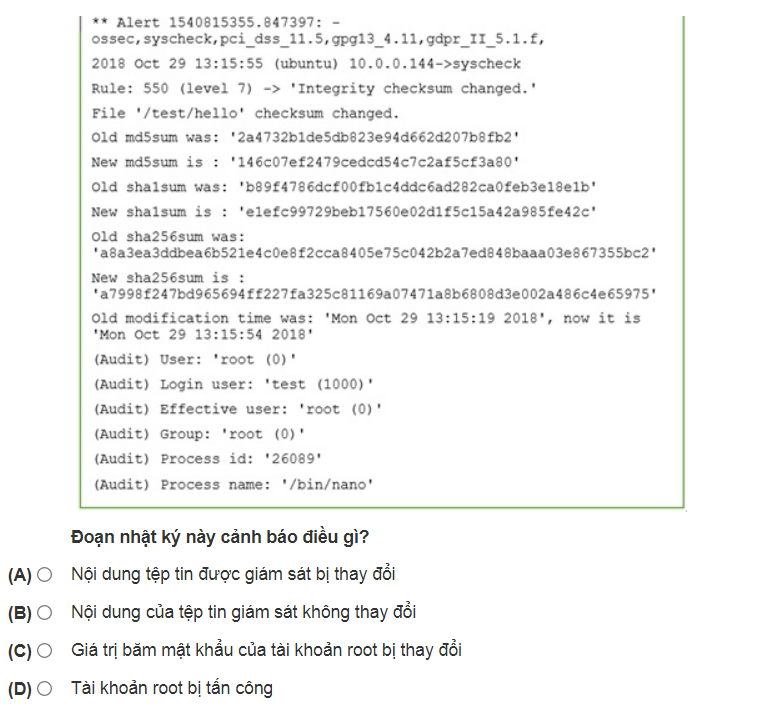 ** Alert 1540815355.847397: -
ossec,syscheck,pci_dss_11.5,gpg13_4.11,gdpr_II_5.1.f,
2018 Oct 29 13:15:55 (ubuntu) 10.0.0.144->syscheck
Rule: 550 (level 7) -> 'Integrity checksum changed.'
File '/test/hello' checksum changed.
Old md5sum was: '2a4732b1de5db823e94d662d207b8fb2'
New md5sum is : '146c07ef2479cedcd54c7c2af5cf3a80'
Old sha1sum was: 'b89f4786dcf00fb1c4ddc6ad282ca0feb3e18e1b'
New sha1sum is : 'e1efc99729beb17560e02d1f5c15a42a985fe42c'
Old sha256sum was:
'a8a3ea3ddbea6b521e4c0e8f2cca8405e75c042b2a7ed848baaa03e867355bc2'
New sha256sum is :
'a7998f247bd965694ff227fa325c81169a07471a8b6808d3e002a486c4e65975'
Old modification time was: 'Mon Oct 29 13:15:19 2018', now it is
'Mon Oct 29 13:15:54 2018'
(Audit) User: 'root (0)'
(Audit) Login user: 'test (1000)'
(Audit) Effective user: 'root (0)'
(Audit) Group: 'root (0)'
(Audit) Process id: '26089'
(Audit) Process name: '/bin/nano'
Đoạn nhật ký này cảnh báo điều gì?
(A) Nội dung tệp tin được giám sát bị thay đổi
(B) Nội dung của tệp tin giám sát không thay đổi
(C) Giá trị băm mật khẩu của tài khoản root bị thay đổi
(D) Tài khoản root bị tấn công